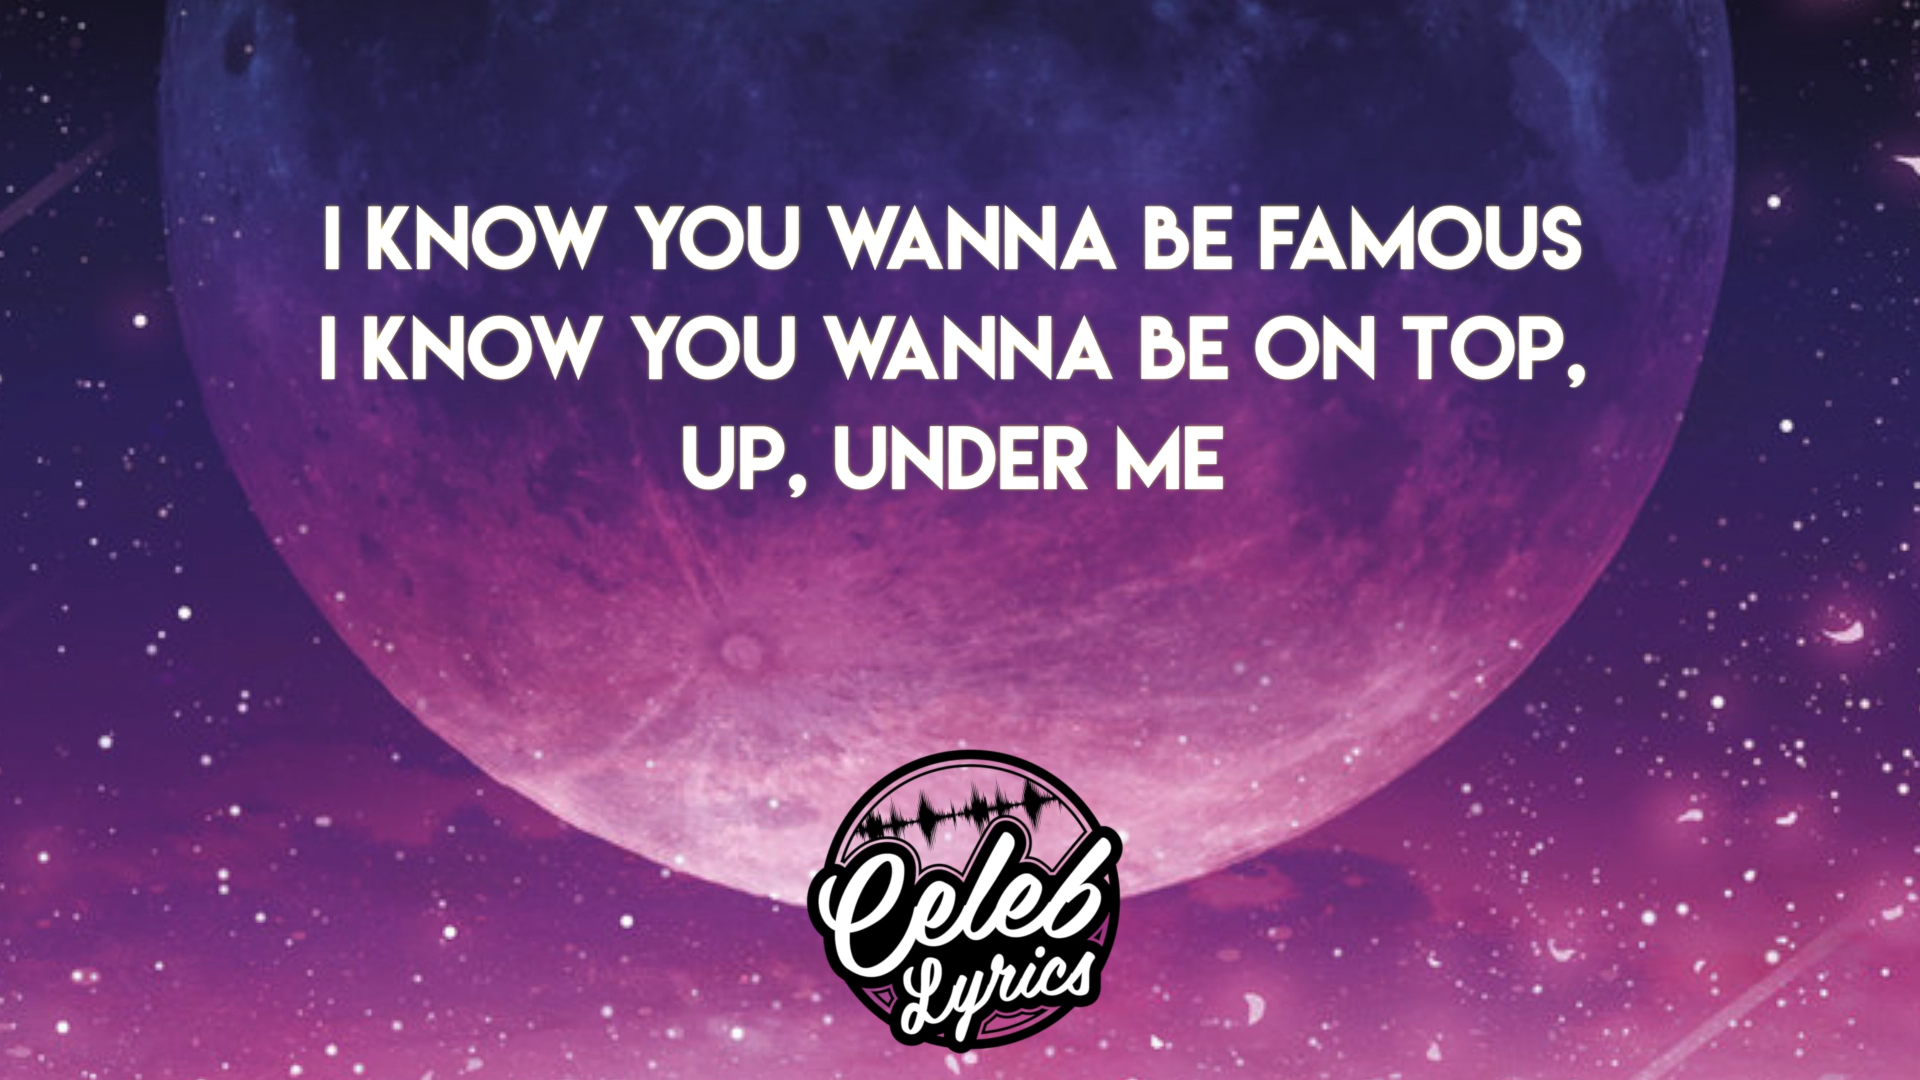 I KNOW YOU WANNA BE FAMOUS
I KNOW YOU WANNA BE ON TOP,
UP, UNDER ME
Celeb
Lyrics